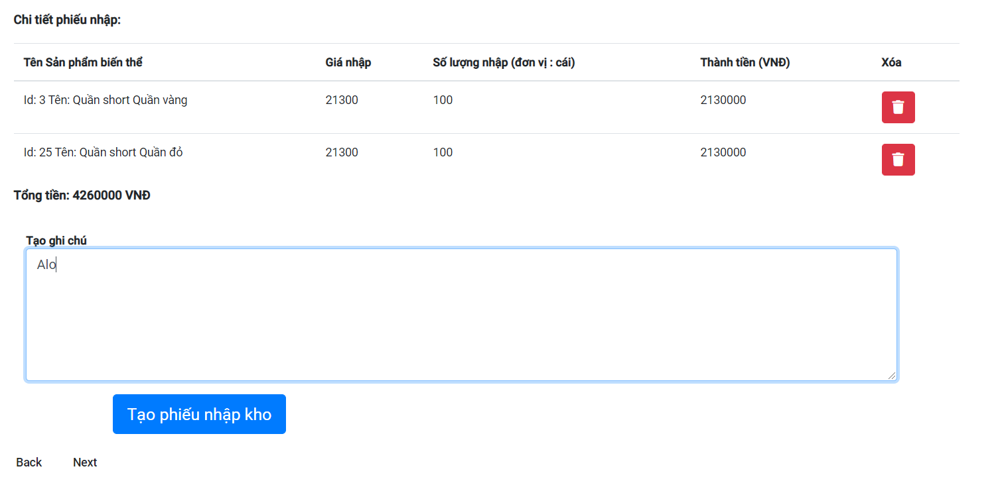 Chi tiết phiếu nhập:
Tên Sản phẩm biến thể Giá nhập Số lượng nhập (đơn vị : cái) Thành tiền (VNĐ) Xóa
Id: 3 Tên: Quần short Quần vàng 21300 100 2130000
Id: 25 Tên: Quần short Quần đỏ 21300 100 2130000
Tổng tiền: 4260000 VNĐ
Tạo ghi chú
Alo
Tạo phiếu nhập kho
Back Next